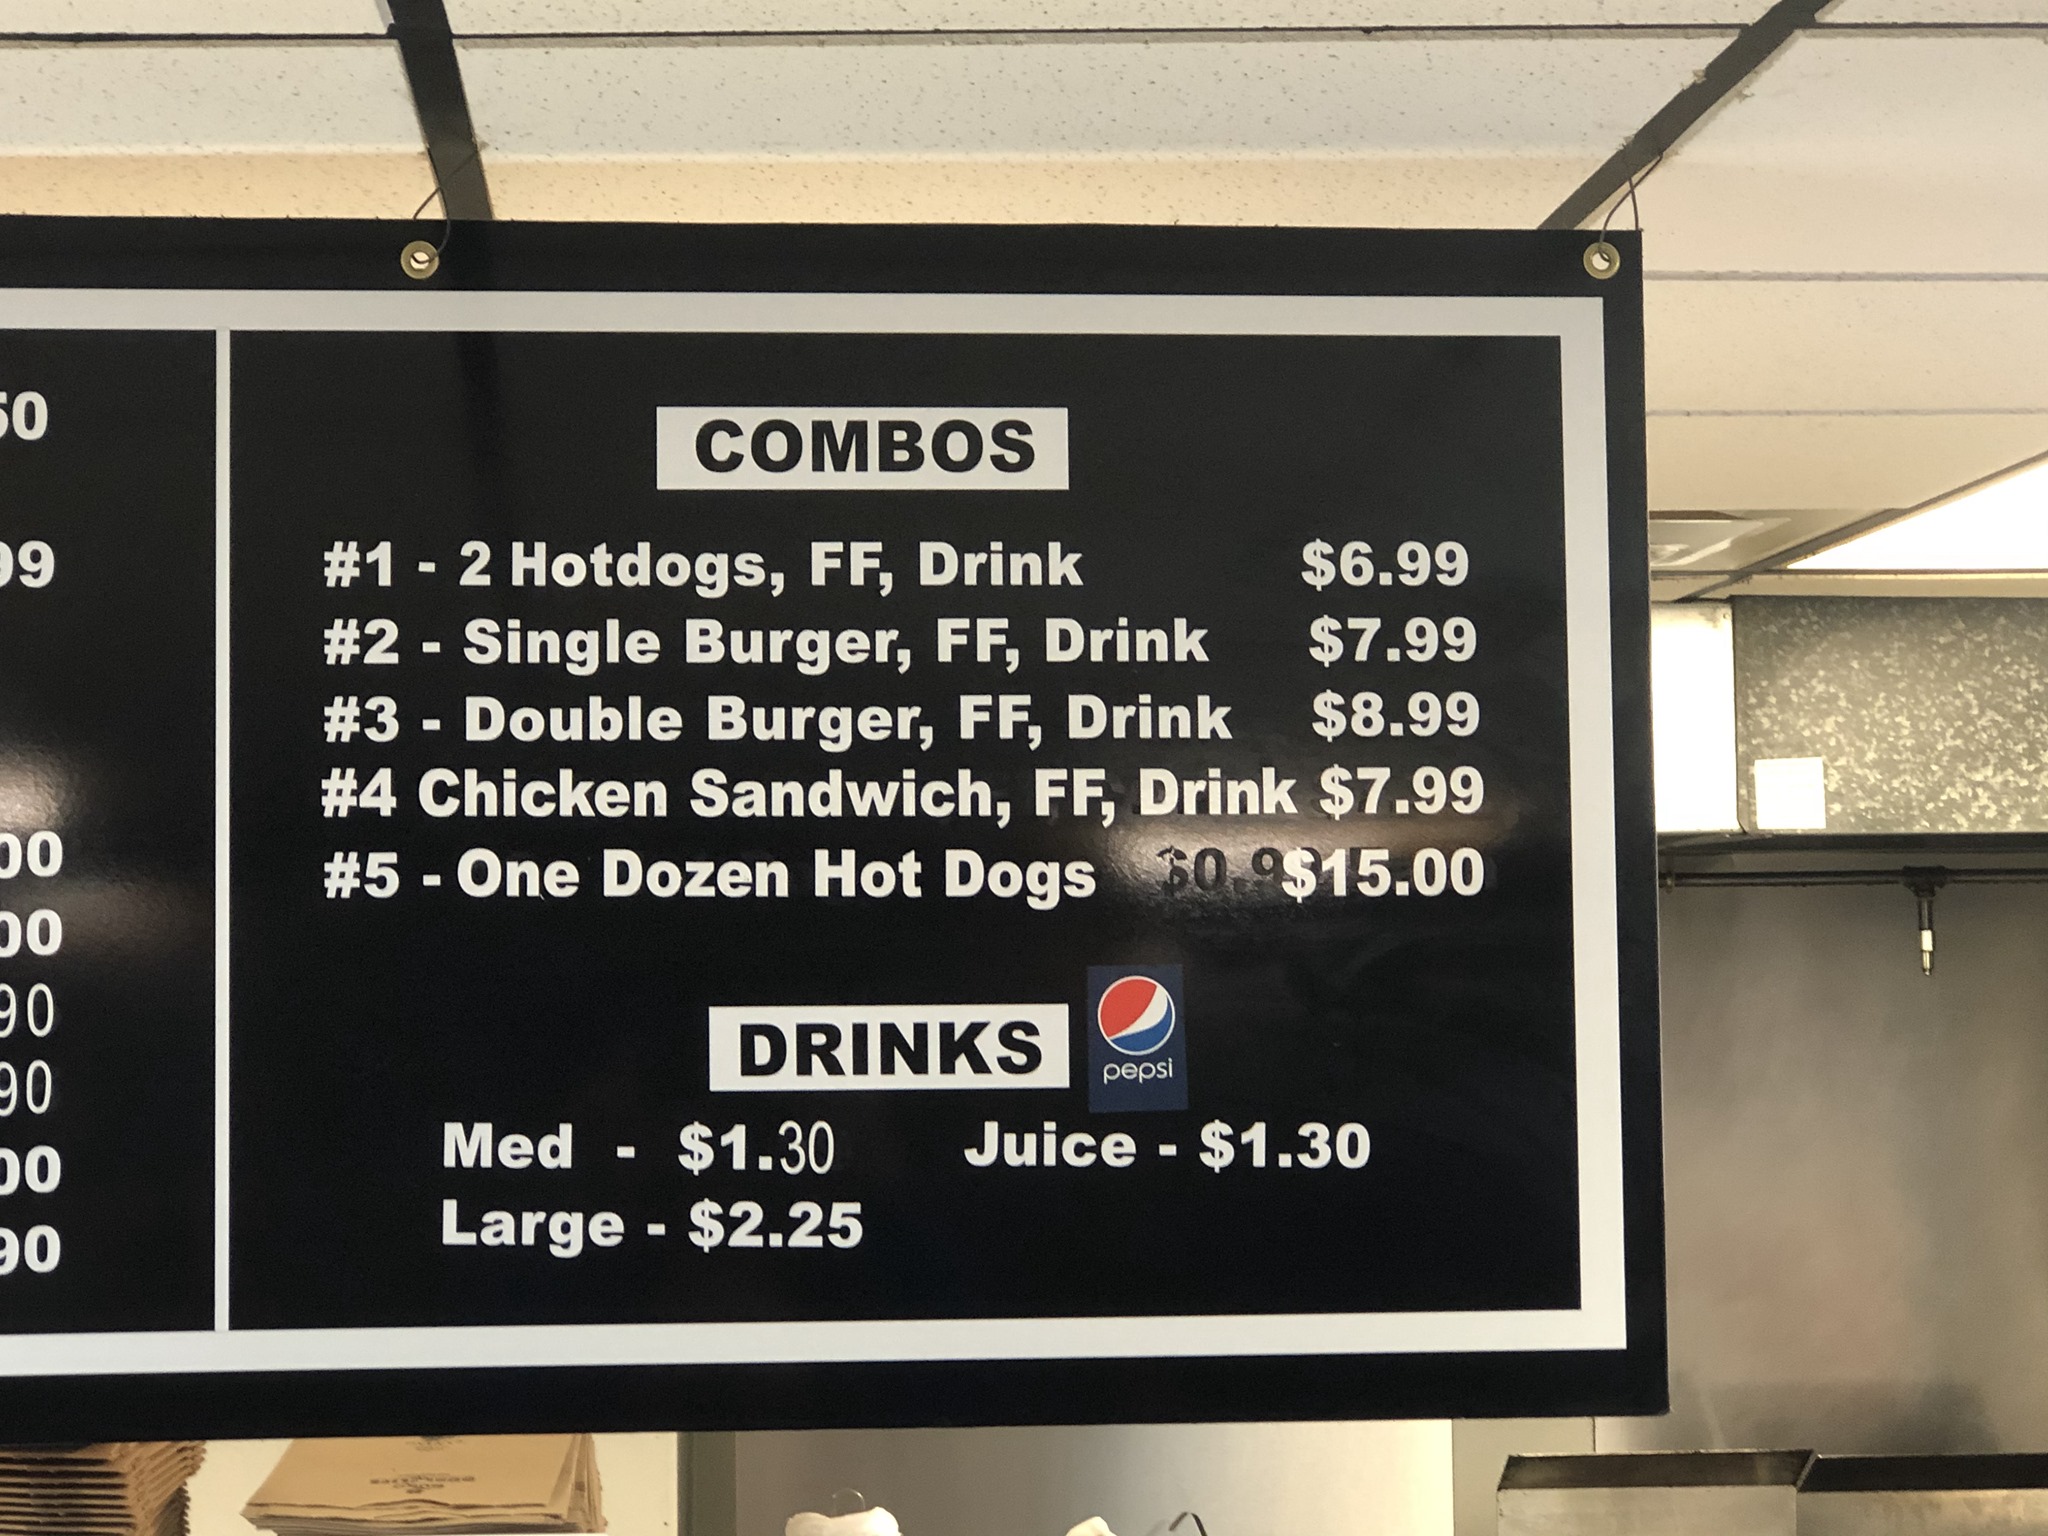 50
99
00
00
90
90
00
90
COMBOS
#1 - 2 Hotdogs, FF, Drink $6.99
#2 - Single Burger, FF, Drink $7.99
#3 - Double Burger, FF, Drink $8.99
#4 Chicken Sandwich, FF, Drink $7.99
#5 - One Dozen Hot Dogs $15.00
DRINKS
pepsi
Med - $1.30 Juice - $1.30
Large - $2.25